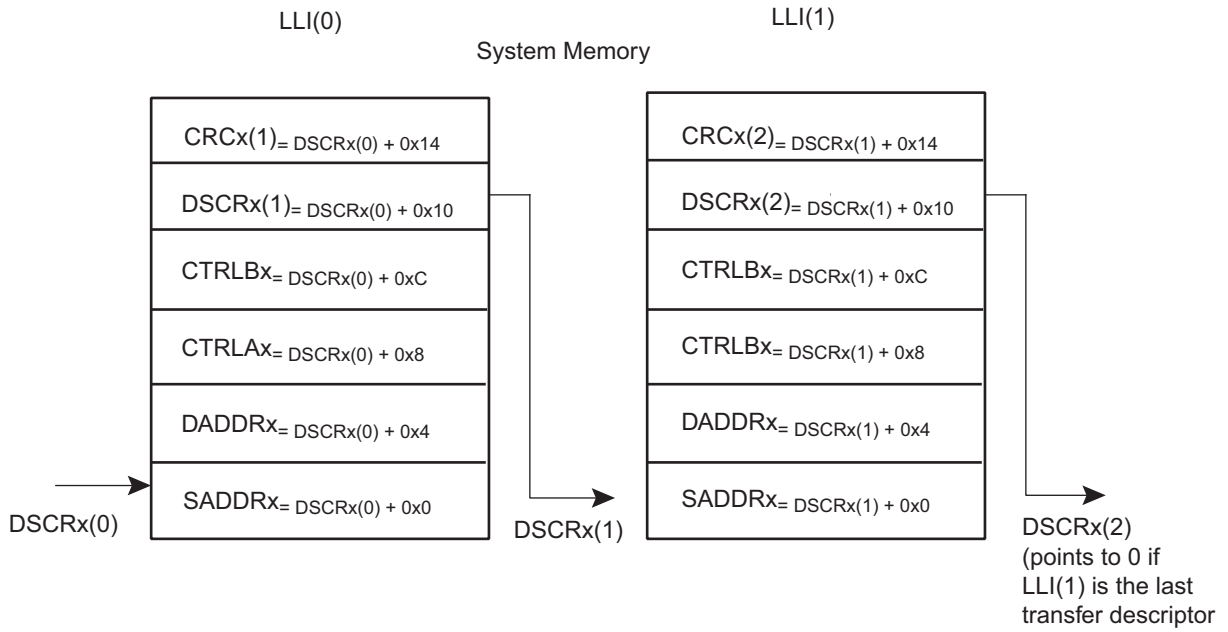 LLI(0)
LLI(1)
System Memory
CRCx(1)= DSCRx(0) + 0x14
DSCRx(1)= DSCRx(0) + 0x10
CTRLBx= DSCRx(0) + 0xC
CTRLAx= DSCRx(0) + 0x8
DADDRx= DSCRx(0) + 0x4
SADDRx= DSCRx(0) + 0x0
DSCRx(0)
DSCRx(1)
CRCx(2)= DSCRx(1) + 0x14
DSCRx(2)= DSCRx(1) + 0x10
CTRLBx= DSCRx(1) + 0xC
CTRLBx= DSCRx(1) + 0x8
DADDRx= DSCRx(1) + 0x4
SADDRx= DSCRx(1) + 0x0
DSCRx(2)
(points to 0 if
LLI(1) is the last
transfer descriptor